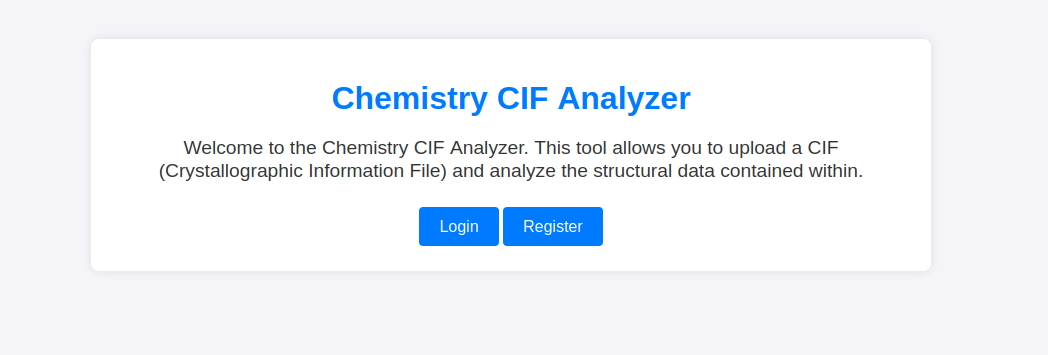 Chemistry CIF Analyzer
Welcome to the Chemistry CIF Analyzer. This tool allows you to upload a CIF
(Crystallographic Information File) and analyze the structural data contained within.
Login Register